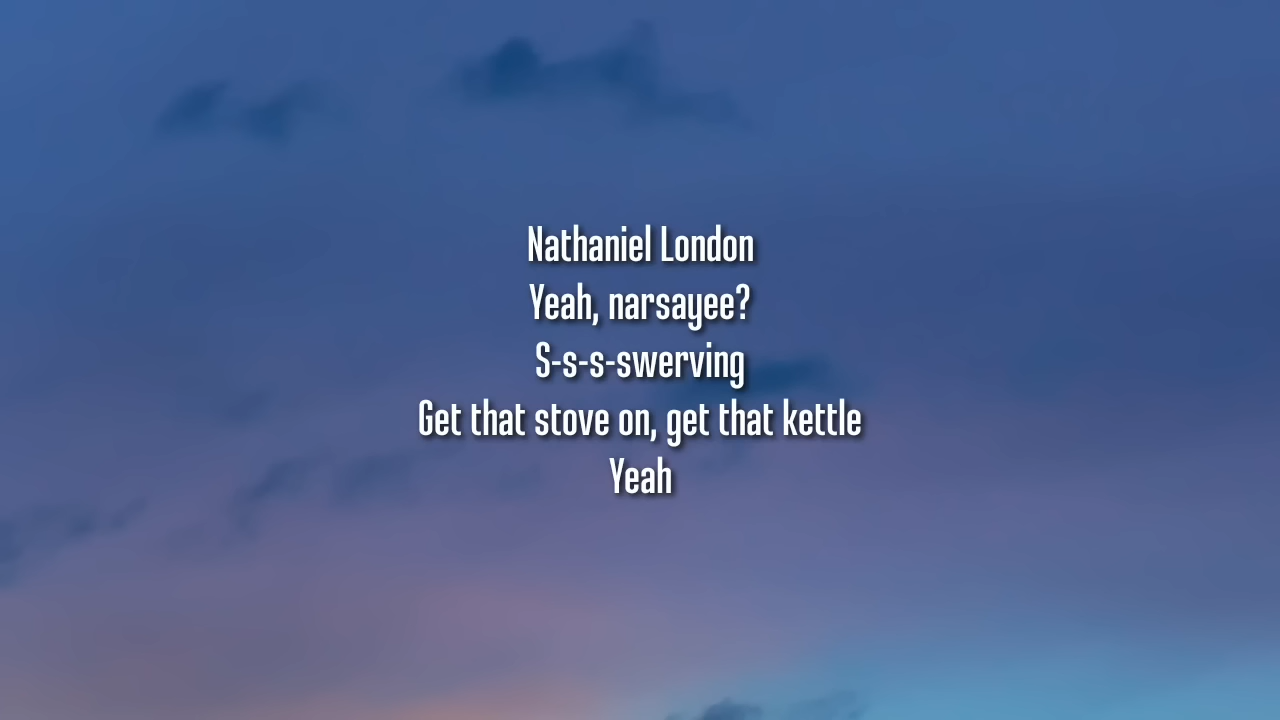 Nathaniel London
Yeah, narsayee?
S-s-s-swerving
Get that stove on, get that kettle
Yeah